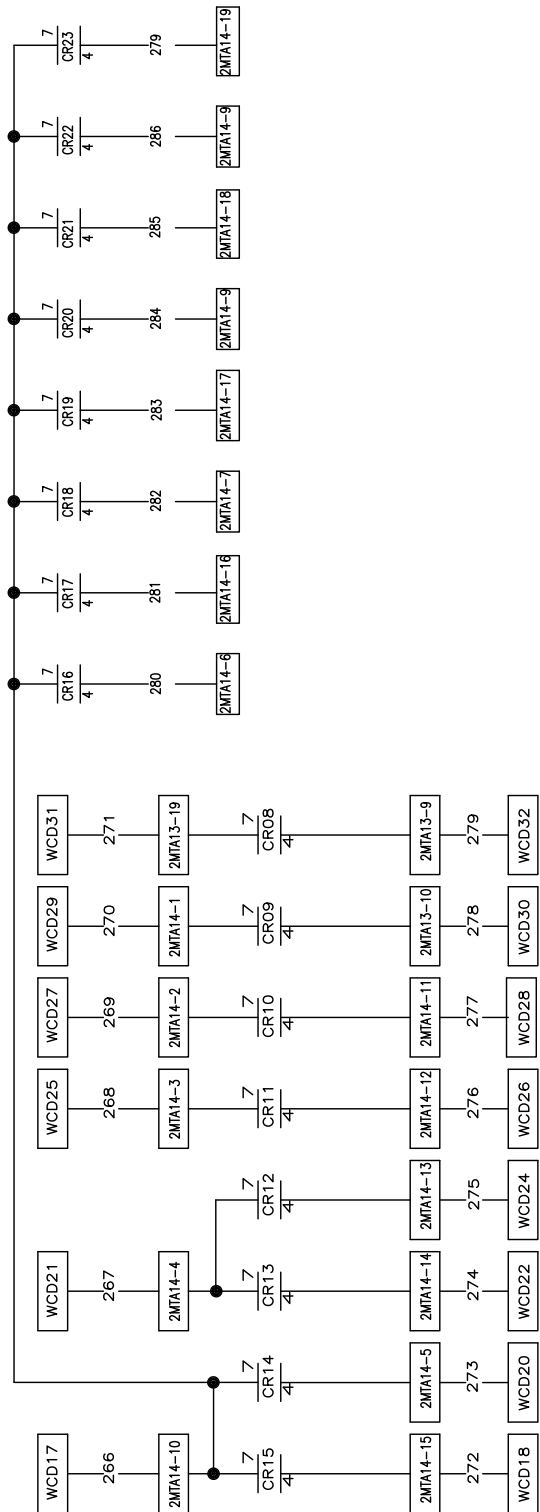 7
CR23
4
279
2MTA14-19
7
CR22
4
286
2MTA14-9
7
CR21
4
285
2MTA14-18
7
CR20
4
284
2MTA14-9
7
CR19
4
283
2MTA14-17
7
CR18
4
282
2MTA14-7
7
CR17
4
281
2MTA14-16
7
CR16
4
280
2MTA14-6
WCD31
271
2MTA13-19
7
CR08
4
2MTA13-9
279
WCD32
WCD29
270
2MTA14-1
7
CR09
4
2MTA13-10
278
WCD30
WCD27
269
2MTA14-2
7
CR10
4
2MTA14-11
277
WCD28
WCD25
268
2MTA14-3
7
CR11
4
2MTA14-12
276
WCD26
7
CR12
4
2MTA14-13
275
WCD24
WCD21
267
2MTA14-4
7
CR13
4
2MTA14-14
274
WCD22
7
CR14
4
2MTA14-5
273
WCD20
WCD17
266
2MTA14-10
7
CR15
4
2MTA14-15
272
WCD18